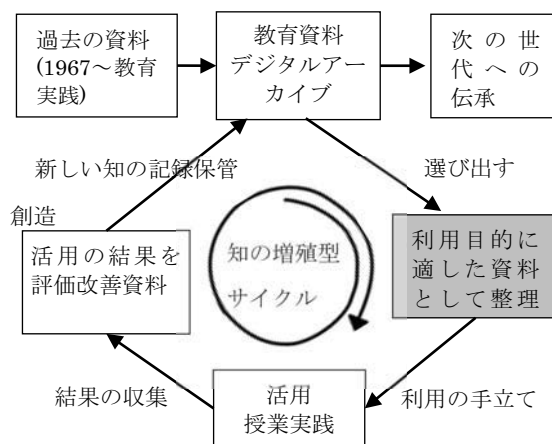 過去の資料
(1967～教育
実践)
教育資料
デジタルアー
カイブ
次の世
代への
伝承
新しい知の記録保管
選び出す
創造
活用の結果を
評価改善資料
知の増殖型
サイクル
利用目的に
適した資料
として整理
結果の収集
活用
授業実践
利用の手立て